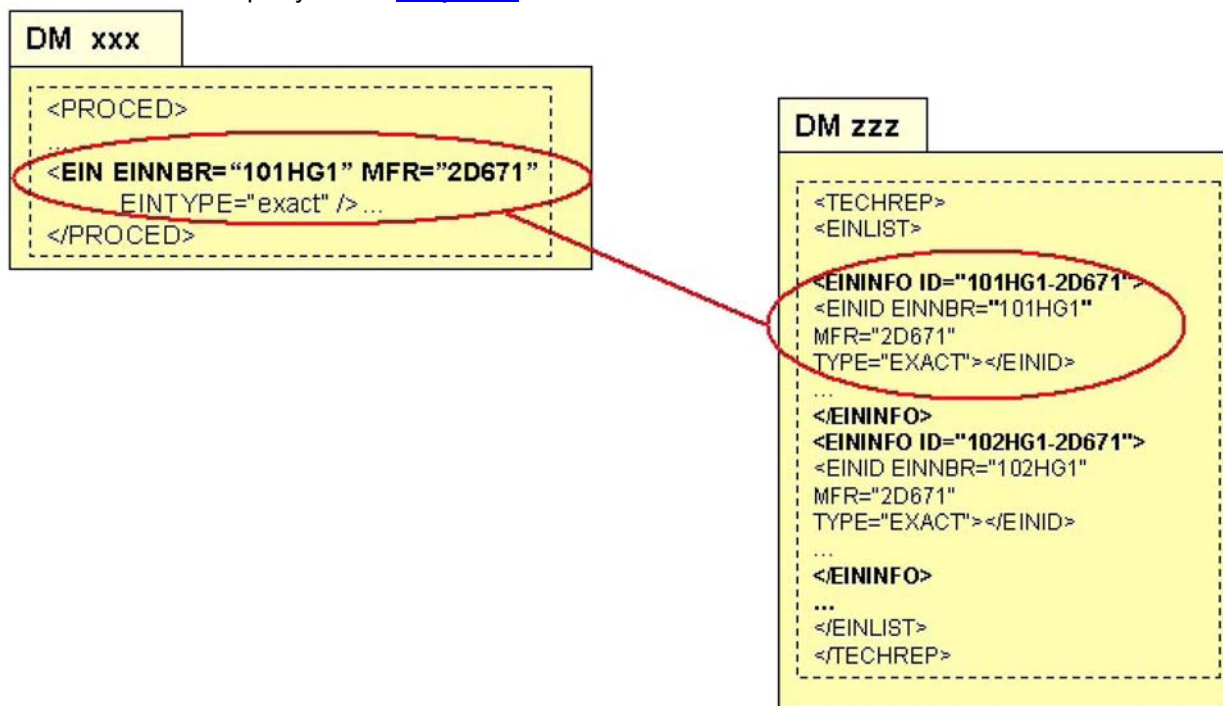 DM xxx
<PROCED>
...
<EIN EINNBR="101HG1" MFR="2D671"
EINTYPE="exact" /> ...
</PROCED>
DM zzz
<TECHREP>
<EINLIST>
<EININFO ID="101HG1-2D671">
<EINID EINNBR="101HG1"
MFR="2D671"
TYPE="EXACT"></EINID>
...
</EININFO>
<EININFO ID="102HG1-2D671">
<EINID EINNBR="102HG1"
MFR="2D671"
TYPE="EXACT"></EINID>
...
</EININFO>
...
</EINLIST>
</TECHREP>